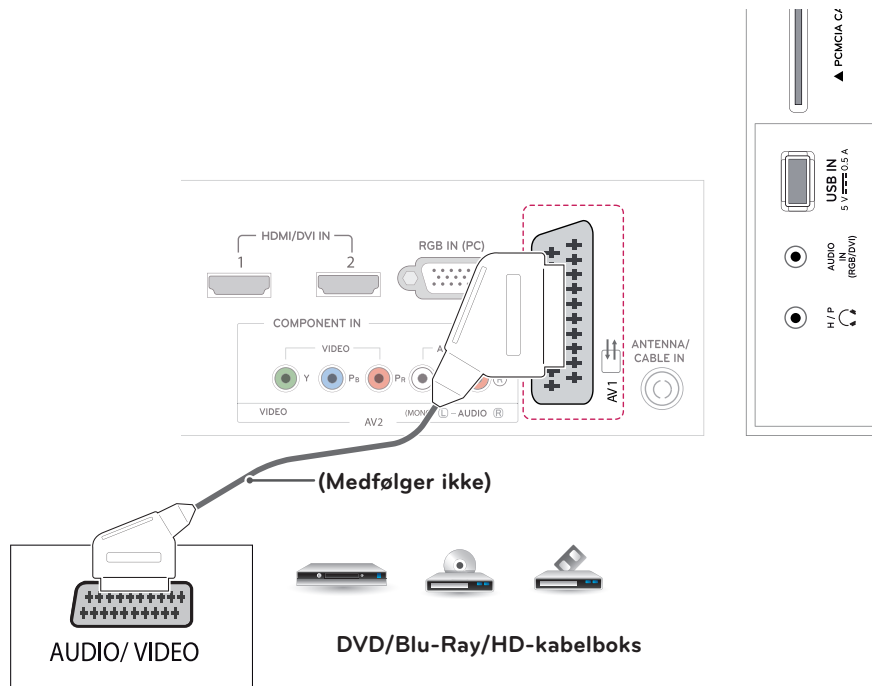 ▲ PCMCIA
USB IN
5 V 0.5 A
AUDIO
IN
(RGB/DVI)
H / P
HDMI/DVI IN
1 2
RGB IN (PC)
COMPONENT IN
VIDEO
Y PB PR R
VIDEO
AV2
L – AUDIO R
AV1
ANTENNA/
CABLE IN
(Medfølger ikke)
DVD/Blu-Ray/HD-kabelboks
AUDIO/ VIDEO